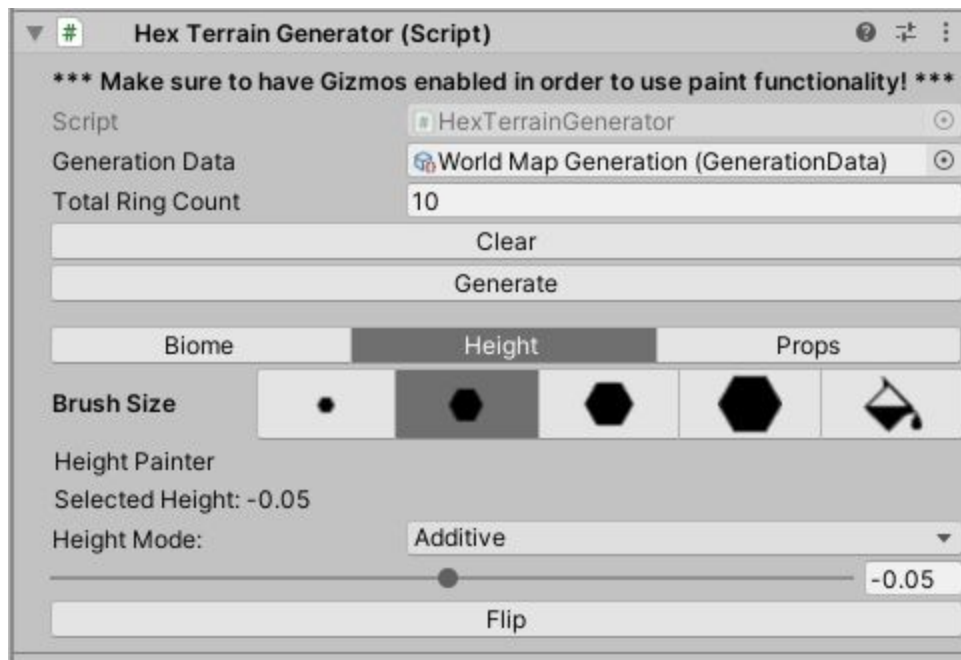 # Hex Terrain Generator (Script)
*** Make sure to have Gizmos enabled in order to use paint functionality! ***
Script # HexTerrainGenerator
Generation Data World Map Generation (GenerationData)
Total Ring Count 10
Clear
Generate
Biome Height Props
Brush Size
Height Painter
Selected Height: -0.05
Height Mode: Additive
-0.05
Flip